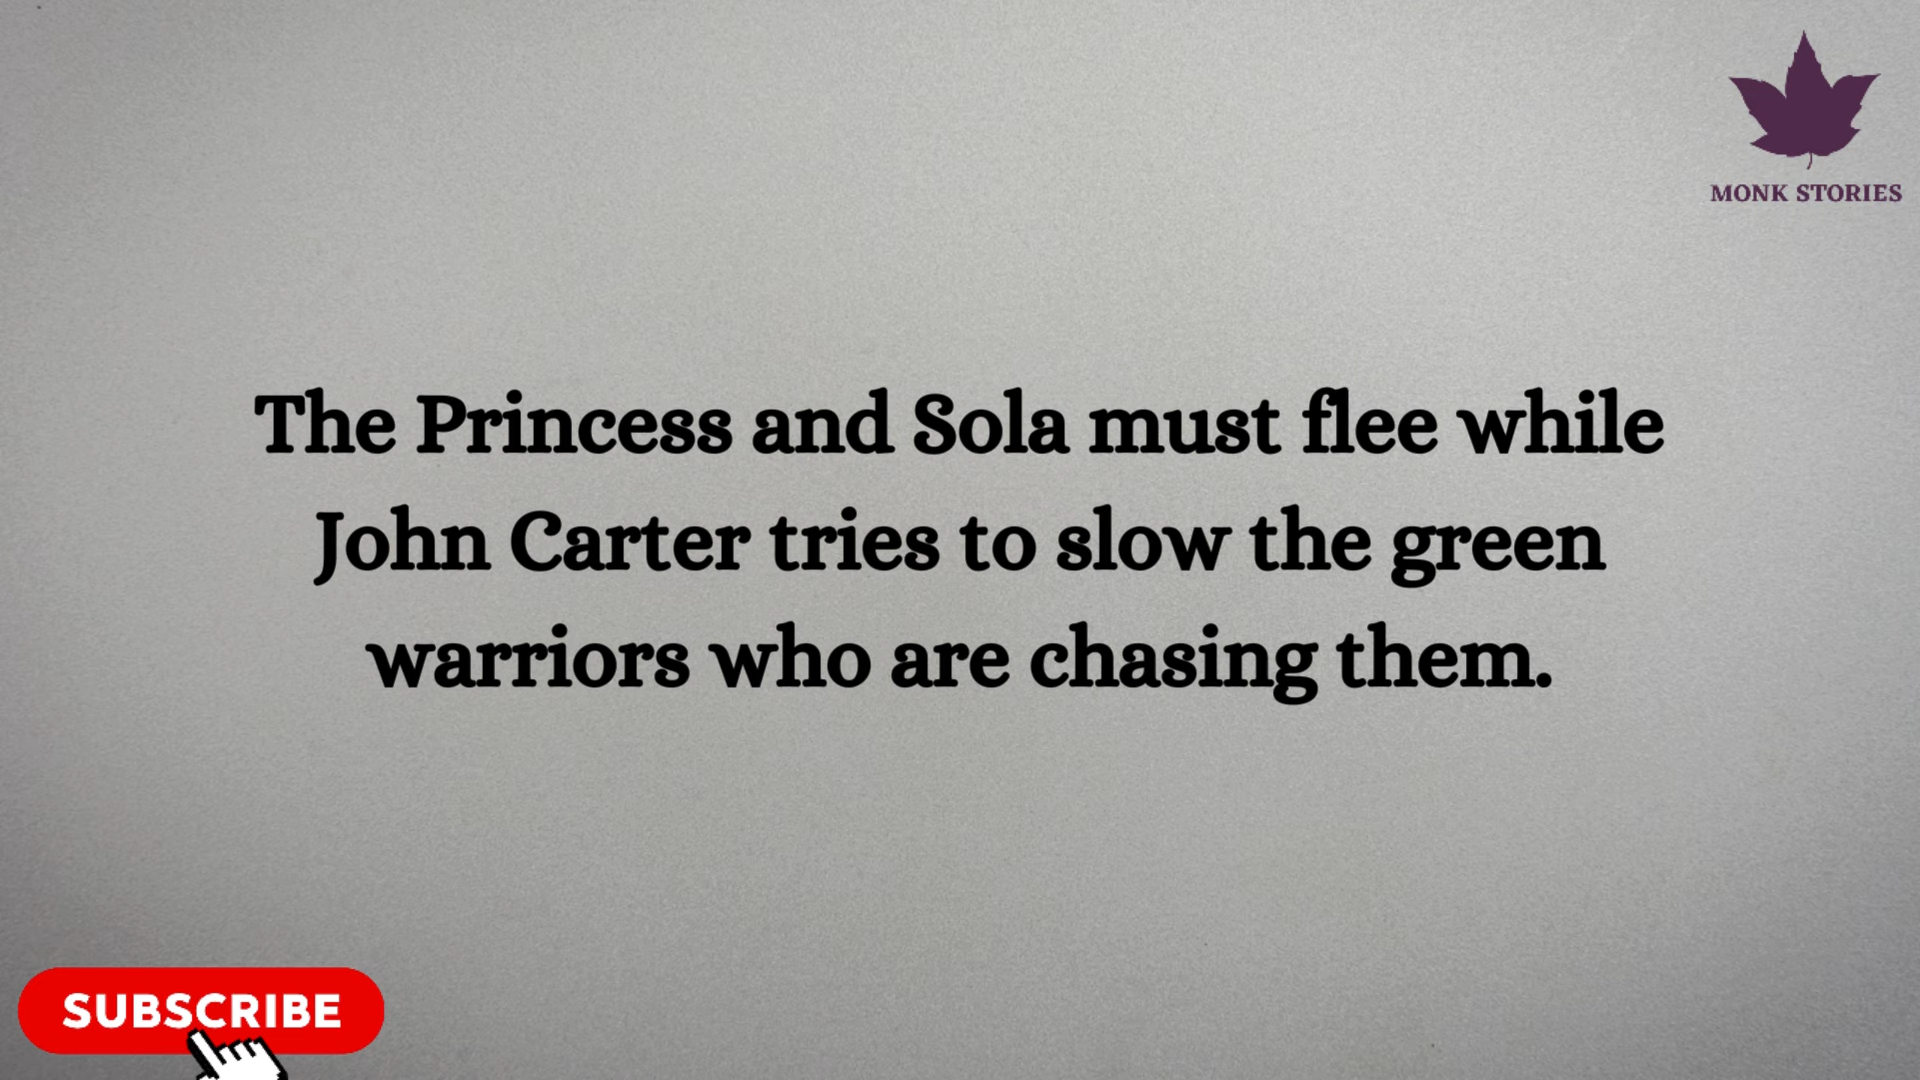 MONK STORIES
The Princess and Sola must flee while
John Carter tries to slow the green
warriors who are chasing them.
SUBSCRIBE